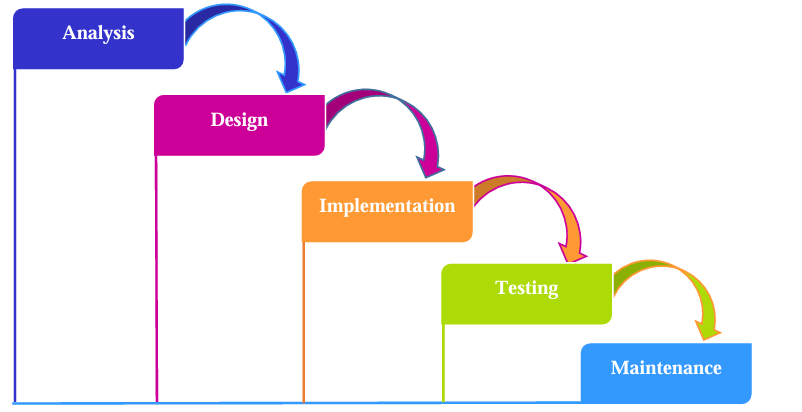 Analysis
Design
Implementation
Testing
Maintenance